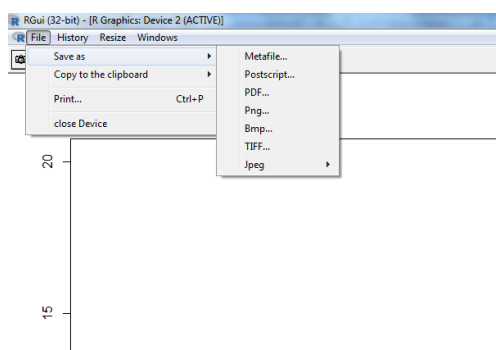 RGui (32-bit) - [R Graphics: Device 2 (ACTIVE)]
File History Resize Windows
Save as
Copy to the clipboard
Print... Ctrl+P
close Device
Metafile...
Postscript...
PDF...
Png...
Bmp...
TIFF...
Jpeg
20
15